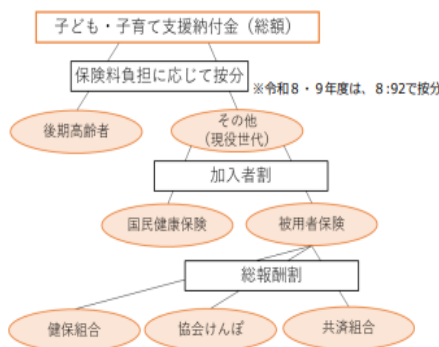 子ども・子育て支援納付金（総額）
保険料負担に応じて按分
※令和８・９年度は、8:92で按分
後期高齢者
その他
（現役世代）
加入者割
国民健康保険
被用者保険
総報酬割
健保組合
協会けんぽ
共済組合